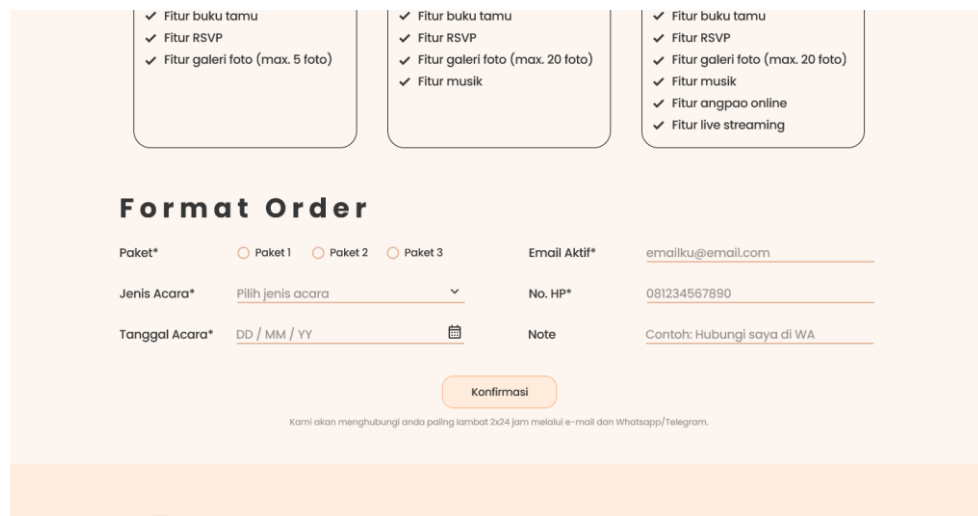 Fitur buku tamu
Fitur RSVP
Fitur galeri foto (max. 5 foto)
Fitur buku tamu
Fitur RSVP
Fitur galeri foto (max. 20 foto)
Fitur musik
Fitur buku tamu
Fitur RSVP
Fitur galeri foto (max. 20 foto)
Fitur musik
Fitur angpao online
Fitur live streaming
Format Order
Paket* Paket 1 Paket 2 Paket 3
Jenis Acara* Pilih jenis acara
Tanggal Acara* DD / MM / YY
Email Aktif* emailku@email.com
No. HP* 081234567890
Note Contoh: Hubungi saya di WA
Konfirmasi
Kami akan menghubungi anda paling lambat 2x24 jam melalui e-mail dan Whatsapp/Telegram.